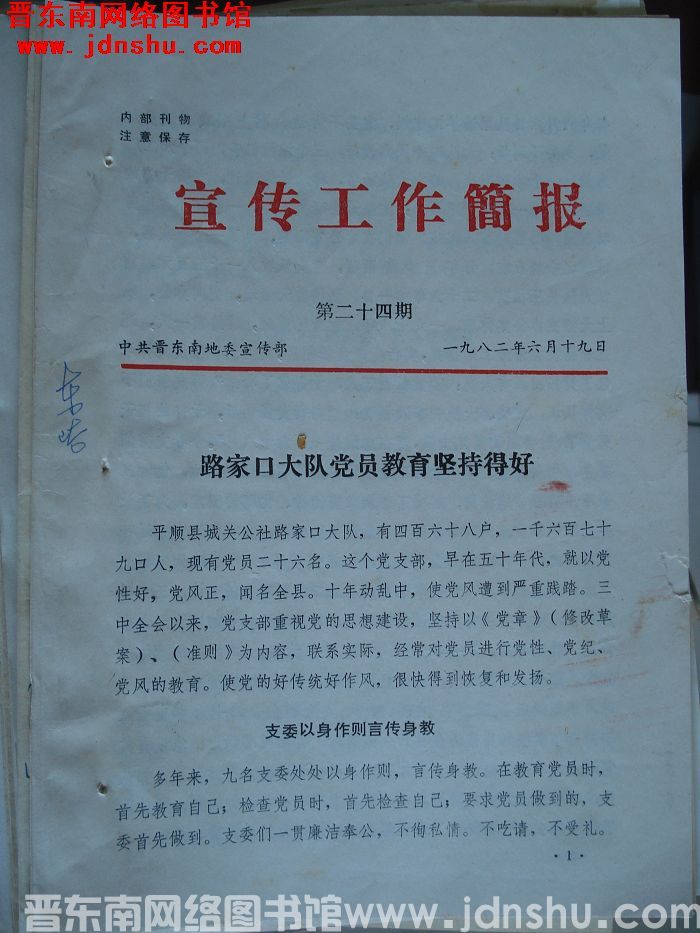 晋东南网络图书馆
www.jdnshu.com
内部刊物
注意保存
宣传工作簡报
第二十四期
中共晋东南地委宣传部 一九八二年六月十九日
路家口大队党员教育坚持得好
平顺县城关公社路家口大队，有四百六十八户，一千六百七十
九口人，现有党员二十六名。这个党支部，早在五十年代，就以党
性好，党风正，闻名全县。十年动乱中，使党风遭到严重践踏。三
中全会以来，党支部重视党的思想建设，坚持以《党章》（修改草
案）、（准则》为内容，联系实际，经常对党员进行党性、党纪、
党风的教育。使党的好传统好作风，很快得到恢复和发扬。
支委以身作则言传身教
多年来，九名支委处处以身作则，言传身教。在教育党员时，
首先教育自己；检查党员时，首先检查自己；要求党员做到的，支
委首先做到。支委们一贯廉洁奉公，不徇私情。不吃请，不受礼。
·1·
晋东南网络图书馆www.jdnshu.com